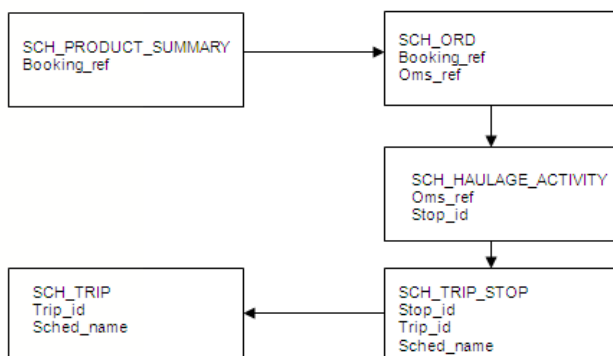 SCH_PRODUCT_SUMMARY
Booking_ref
SCH_ORD
Booking_ref
Oms_ref
SCH_HAULAGE_ACTIVITY
Oms_ref
Stop_id
SCH_TRIP_STOP
Stop_id
Trip_id
Sched_name
SCH_TRIP
Trip_id
Sched_name